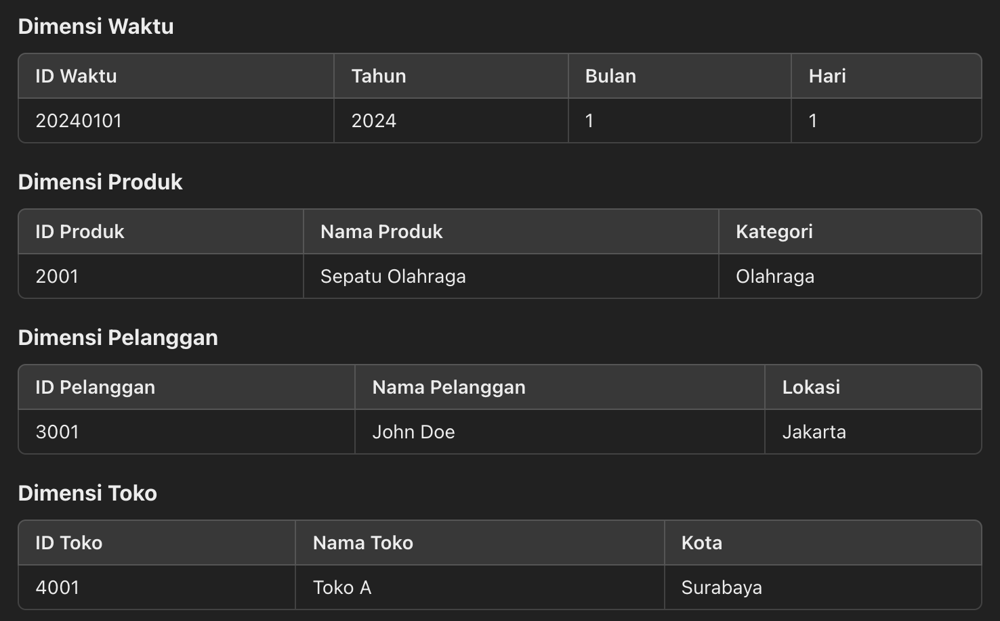 Dimensi Waktu
ID Waktu Tahun Bulan Hari
20240101 2024 1 1
Dimensi Produk
ID Produk Nama Produk Kategori
2001 Sepatu Olahraga Olahraga
Dimensi Pelanggan
ID Pelanggan Nama Pelanggan Lokasi
3001 John Doe Jakarta
Dimensi Toko
ID Toko Nama Toko Kota
4001 Toko A Surabaya